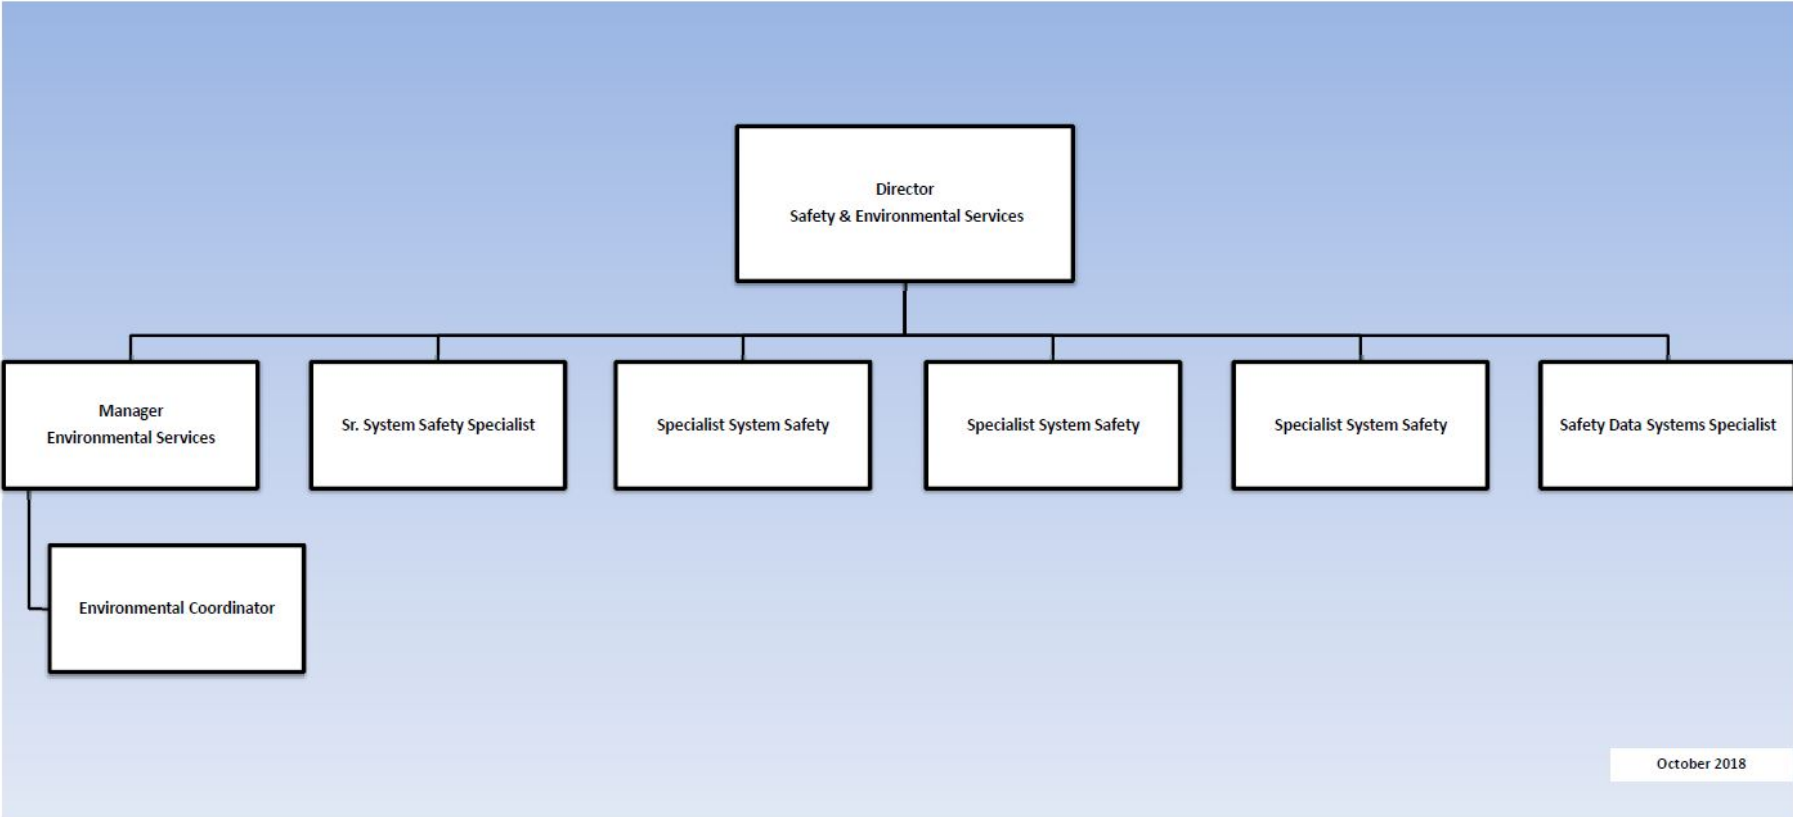 Director
Safety & Environmental Services
Manager
Environmental Services
Sr. System Safety Specialist
Specialist System Safety
Specialist System Safety
Specialist System Safety
Safety Data Systems Specialist
Environmental Coordinator
October 2018